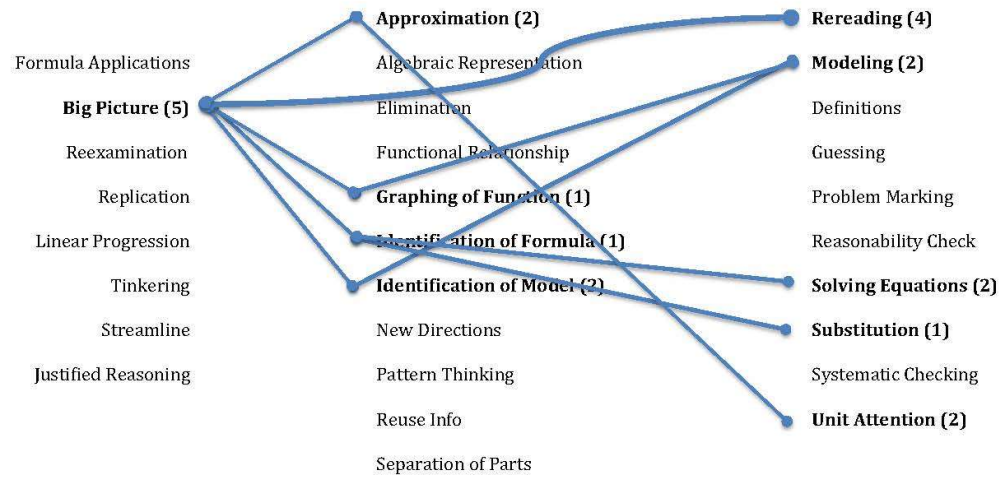 Formula Applications
Big Picture (5)
Reexamination
Replication
Linear Progression
Tinkering
Streamline
Justified Reasoning
Approximation (2)
Algebraic Representation
Elimination
Functional Relationship
Graphing of Function (1)
Identification of Formula (1)
Identification of Model (2)
New Directions
Pattern Thinking
Reuse Info
Separation of Parts
Rereading (4)
Modeling (2)
Definitions
Guessing
Problem Marking
Reasonability Check
Solving Equations (2)
Substitution (1)
Systematic Checking
Unit Attention (2)